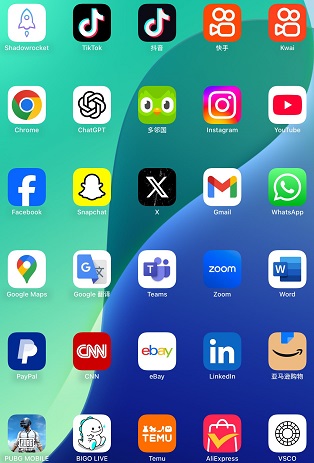 Shadowrocket
TikTok
抖音
快手
Kwai
Chrome
ChatGPT
多邻国
Instagram
YouTube
Facebook
Snapchat
X
Gmail
WhatsApp
Google Maps
Google 翻译
Teams
zoom
Zoom
Word
PayPal
CNN
CNN
ebay
eBay
LinkedIn
亚马逊购物
PUBG MOBILE
BIGO LIVE
TEMU
Temu
AliExpress
VSCO